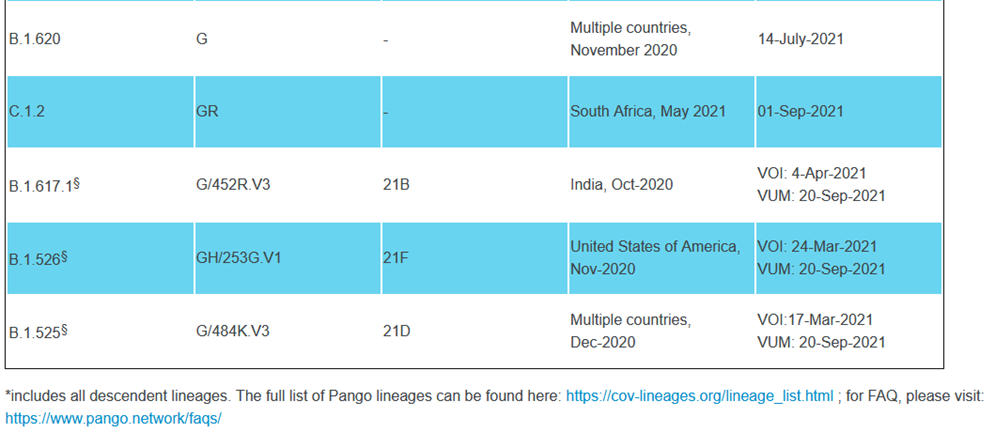 B.1.620 G - Multiple countries, 14-July-2021
November 2020
C.1.2 GR - South Africa, May 2021 01-Sep-2021
B.1.617.1§ G/452R.V3 21B India, Oct-2020 VOI: 4-Apr-2021
VUM: 20-Sep-2021
B.1.526§ GH/253G.V1 21F United States of America, VOI: 24-Mar-2021
Nov-2020 VUM: 20-Sep-2021
B.1.525§ G/484K.V3 21D Multiple countries, VOI:17-Mar-2021
Dec-2020 VUM: 20-Sep-2021
*includes all descendent lineages. The full list of Pango lineages can be found here: https://cov-lineages.org/lineage_list.html ; for FAQ, please visit:
https://www.pango.network/faqs/